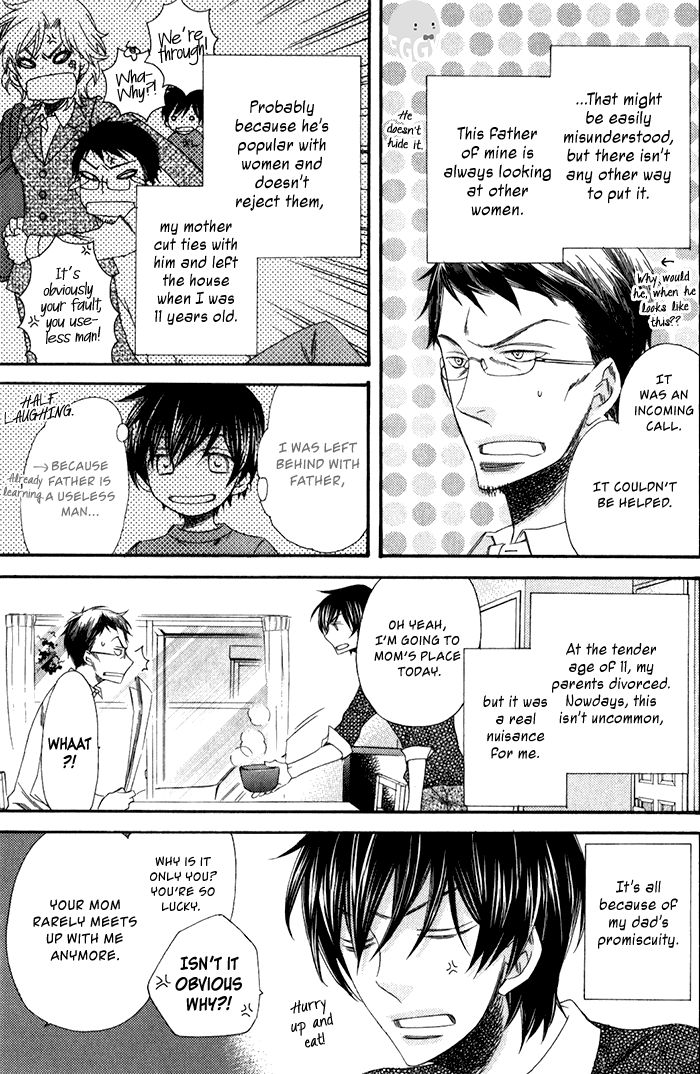 ...That might
be easily
misunderstood,
but there isn't
any other way
to put it.
This father
of mine is
always looking
at other
women.
He
doesn't
hide it.
EGGY
←
Why would
he, when he
looks like
this??
IT
WAS AN
INCOMING
CALL.
IT COULDN'T
BE HELPED.
Probably
because he's
popular with
women and
doesn't
reject them,
my mother
cut ties with
him and left
the house
when I was
11 years old.
We're
through!
Wha-
Why?!
It's
obviously
your fault,
you use-
less man!
I WAS LEFT
BEHIND WITH
FATHER,
BECAUSE
FATHER IS
A USELESS
MAN...
→
Already
learning.
HALF
LAUGHING.
At the tender
age of 11, my
parents divorced.
Nowdays, this
isn't uncommon,
but it was
a real
nuisance
for me.
OH YEAH,
I'M GOING TO
MOM'S PLACE
TODAY.
WHAAT
?!
It's all
because of
my dad's
promiscuity.
WHY IS IT
ONLY YOU?
YOU'RE SO
LUCKY.
YOUR MOM
RARELY MEETS
UP WITH ME
ANYMORE.
ISN'T IT
OBVIOUS
WHY?!
Hurry
up and
eat!